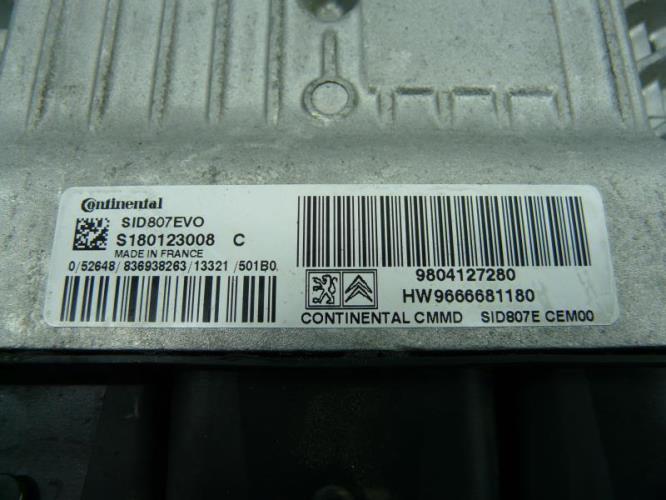 Continental
SID807EVO
S180123008 C
MADE IN FRANCE
0/52648/836938263/13321/501B0
9804127280
HW9666681180
CONTINENTAL CMMD SID807E CEM00